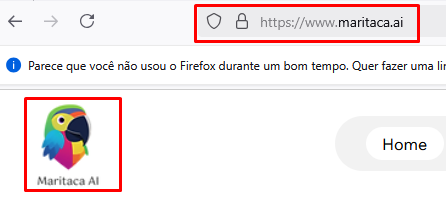 https://www.maritaca.ai
Parece que você não usou o Firefox durante um bom tempo. Quer fazer uma lir
Home
Maritaca AI